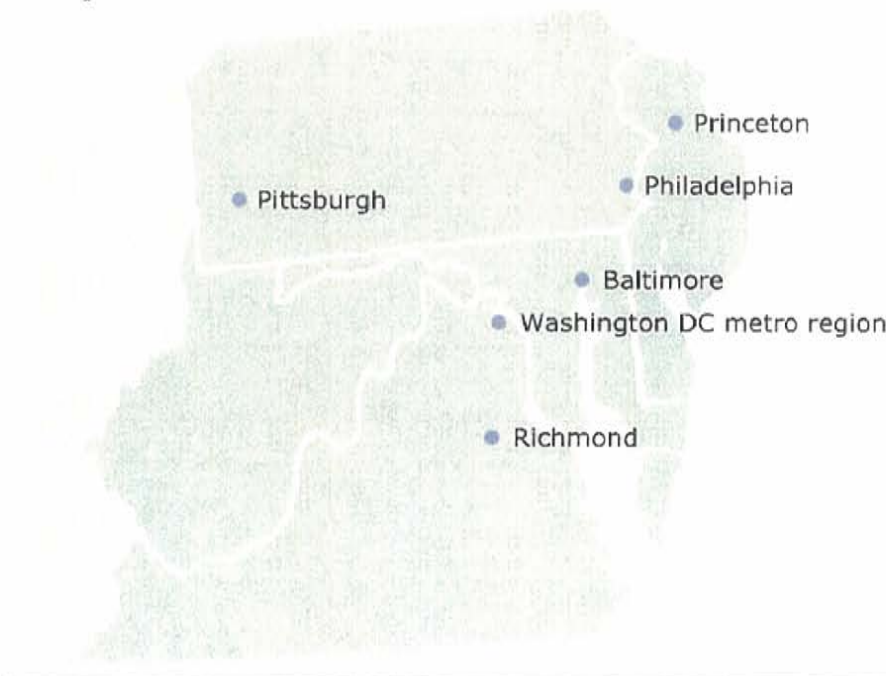 Princeton
Philadelphia
Pittsburgh
Baltimore
Washington DC metro region
Richmond